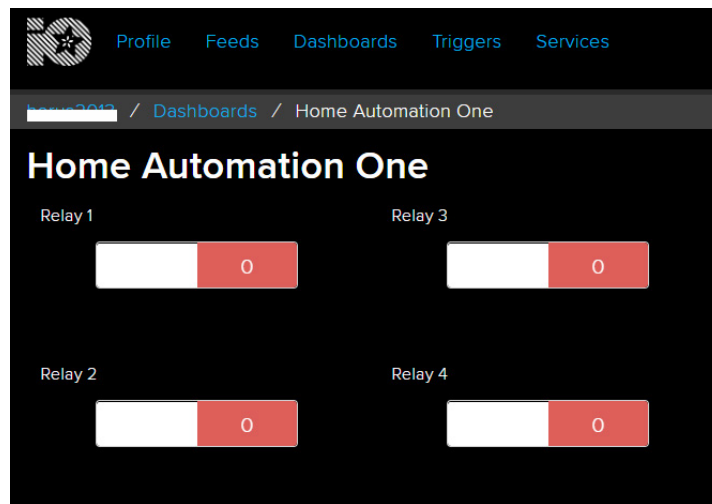 Profile Feeds Dashboards Triggers Services
/ Dashboards / Home Automation One
Home Automation One
Relay 1
0
Relay 3
0
Relay 2
0
Relay 4
0